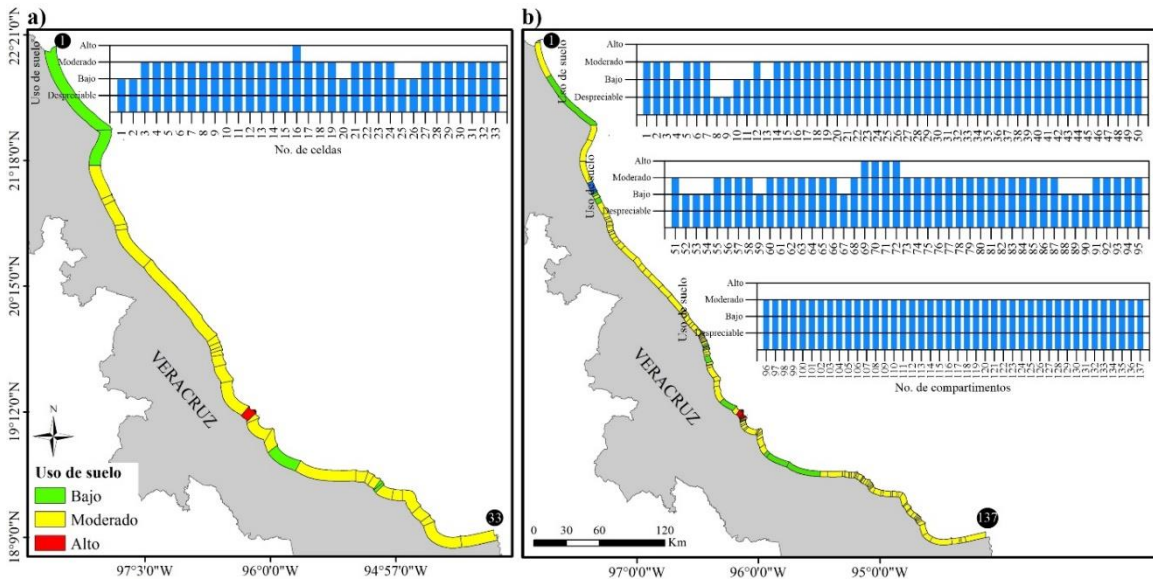 a)
22°21'0"N
21°18'0"N
20°15'0"N
19°12'0"N
18°9'0"N
1
Uso de suelo
Alto
Moderado
Bajo
Despreciable
1 2 3 4 5 6 7 8 9 10 11 12 13 14 15 16 17 18 19 20 21 22 23 24 25 26 27 28 29 30 31 32 33
No. de celdas
VERACRUZ
N
Uso de suelo
Bajo
Moderado
Alto
33
97°3'0"W 96°0'0"W 94°57'0"W
b)
1
Uso de suelo
Alto
Moderado
Bajo
Despreciable
1 2 3 4 5 6 7 8 9 10 11 12 13 14 15 16 17 18 19 20 21 22 23 24 25 26 27 28 29 30 31 32 33 34 35 36 37 38 39 40 41 42 43 44 45 46 47 48 49 50
Uso de suelo
Alto
Moderado
Bajo
Despreciable
51 52 53 54 55 56 57 58 59 60 61 62 63 64 65 66 67 68 69 70 71 72 73 74 75 76 77 78 79 80 81 82 83 84 85 86 87 88 89 90 91 92 93 94 95
Uso de suelo
Alto
Moderado
Bajo
Despreciable
96 97 98 99 100 101 102 103 104 105 106 107 108 109 110 111 112 113 114 115 116 117 118 119 120 121 122 123 124 125 126 127 128 129 130 131 132 133 134 135 136 137
No. de compartimentos
VERACRUZ
137
0 30 60 120
Km
97°0'0"W 96°0'0"W 95°0'0"W